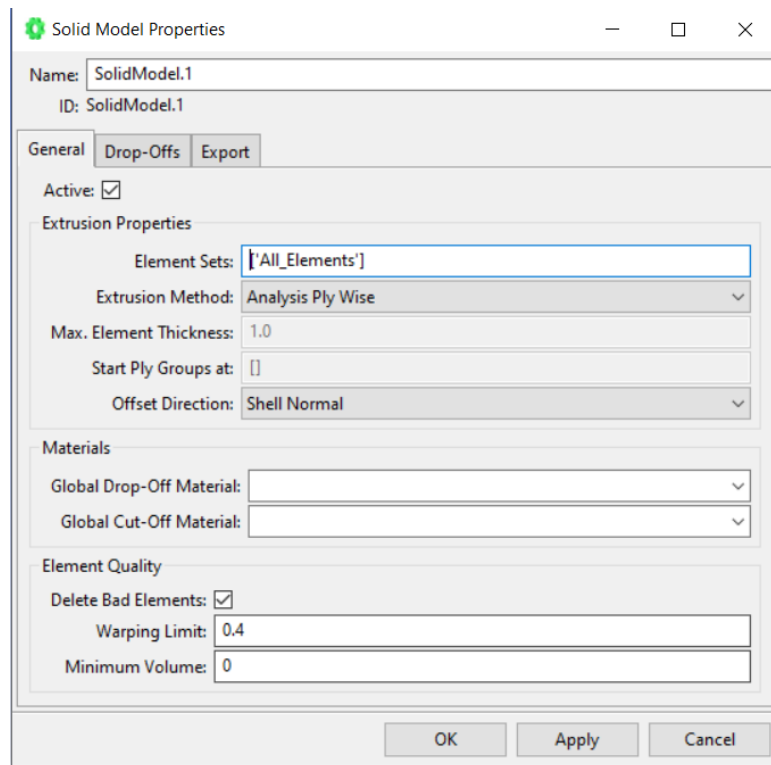 Solid Model Properties
Name: SolidModel.1
ID: SolidModel.1
General Drop-Offs Export
Active:
Extrusion Properties
Element Sets: ['All_Elements']
Extrusion Method: Analysis Ply Wise
Max. Element Thickness: 1.0
Start Ply Groups at: []
Offset Direction: Shell Normal
Materials
Global Drop-Off Material:
Global Cut-Off Material:
Element Quality
Delete Bad Elements:
Warping Limit: 0.4
Minimum Volume: 0
OK Apply Cancel